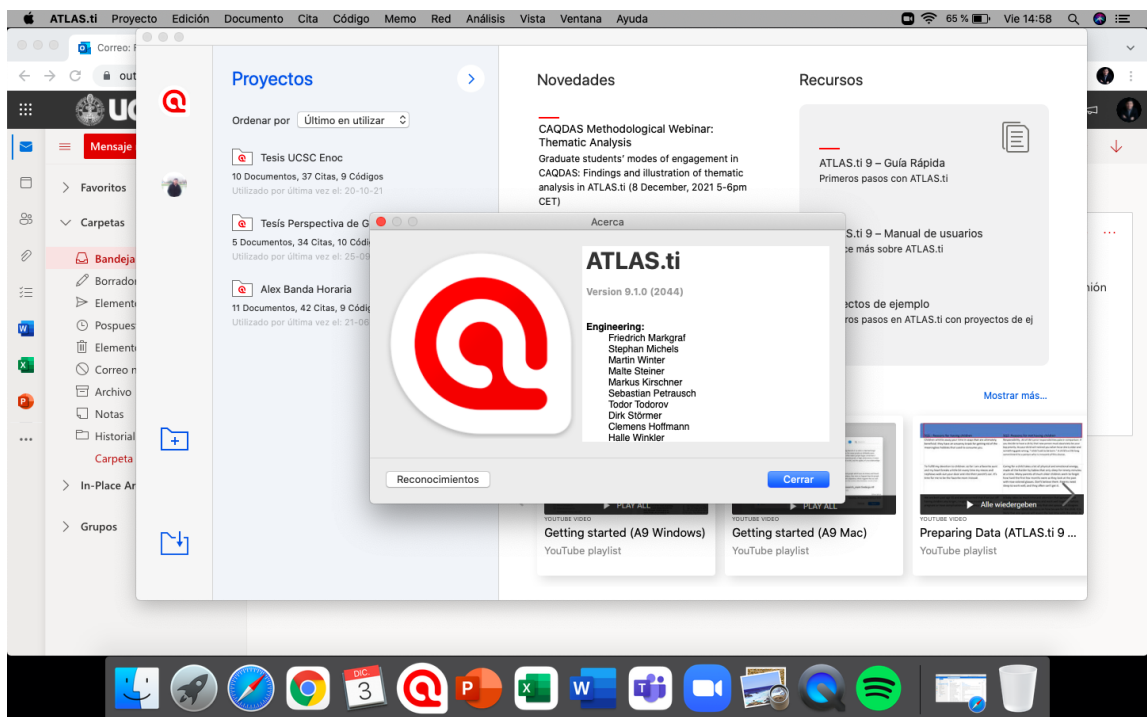 ATLAS.ti Proyecto Edición Documento Cita Código Memo Red Análisis Vista Ventana Ayuda
65 % Vie 14:58
Correo:
out
UC
Mensaje
Favoritos
Carpetas
Bandeja
Borrador
Element
Pospues
Element
Correo n
Archivo
Notas
Historial
Carpeta
In-Place Ar
Grupos
nión
Proyectos
Ordenar por Último en utilizar
Tesis UCSC Enoc
10 Documentos, 37 Citas, 9 Códigos
Utilizado por última vez el: 20-10-21
Tesís Perspectiva de G
5 Documentos, 34 Citas, 10 Códi
Utilizado por última vez el: 25-09
Alex Banda Horaria
11 Documentos, 42 Citas, 9 Códig
Utilizado por última vez el: 21-06
Novedades
CAQDAS Methodological Webinar:
Thematic Analysis
Graduate students' modes of engagement in
CAQDAS: Findings and illustration of thematic
analysis in ATLAS.ti (8 December, 2021 5-6pm
CET)
Recursos
ATLAS.ti 9 – Guía Rápida
Primeros pasos con ATLAS.ti
S.ti 9 – Manual de usuarios
ce más sobre ATLAS.ti
ectos de ejemplo
ros pasos en ATLAS.ti con proyectos de ej
Mostrar más...
Acerca
ATLAS.ti
Version 9.1.0 (2044)
Engineering:
Friedrich Markgraf
Stephan Michels
Martin Winter
Malte Steiner
Markus Kirschner
Sebastian Petrausch
Todor Todorov
Dirk Störmer
Clemens Hoffmann
Halle Winkler
Reconocimientos
Cerrar
PLAY ALL
PLAY ALL
Alle wiedergeben
YOUTUBE VIDEO
Getting started (A9 Windows)
YouTube playlist
YOUTUBE VIDEO
Getting started (A9 Mac)
YouTube playlist
YOUTUBE VIDEO
Preparing Data (ATLAS.ti 9 ...
YouTube playlist
DIC.
3